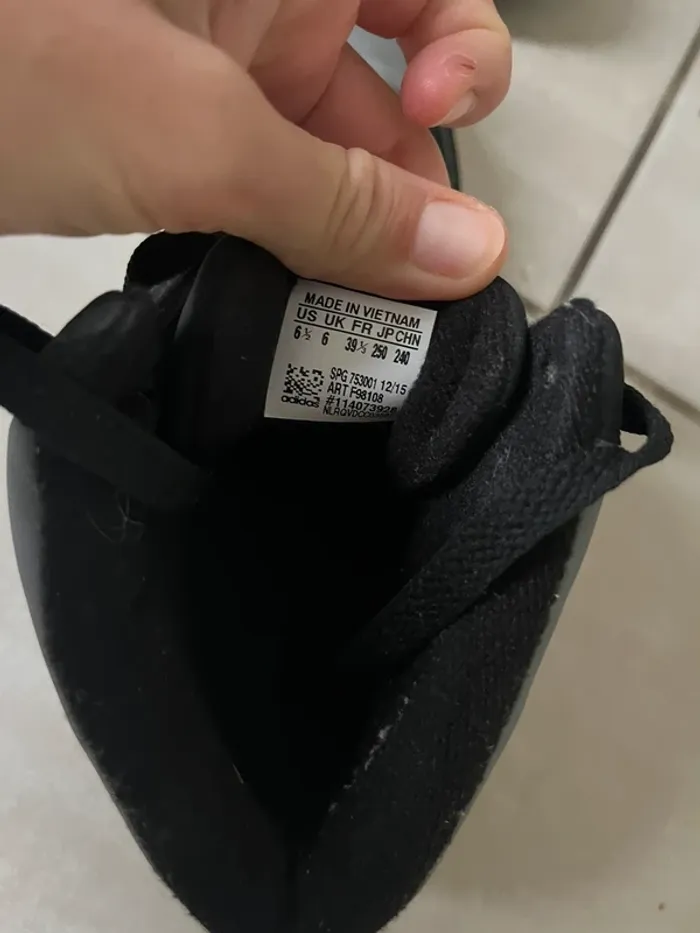 MADE IN VIETNAM
US UK FR JP CHN
6½ 6 39⅓ 250 240
SPG 753001 12/15
ART F98108
adidas #11407392